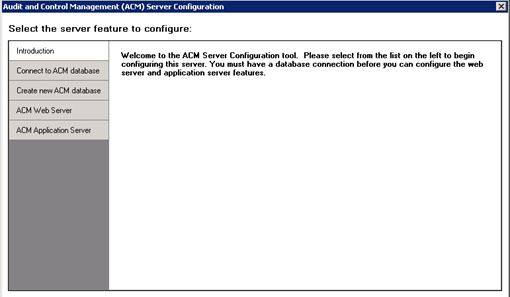 Audit and Control Management (ACM) Server Configuration
Select the server feature to configure:
Introduction
Connect to ACM database
Create new ACM database
ACM Web Server
ACM Application Server
Welcome to the ACM Server Configuration tool. Please select from the list on the left to begin
configuring this server. You must have a database connection before you can configure the web
server and application server features.